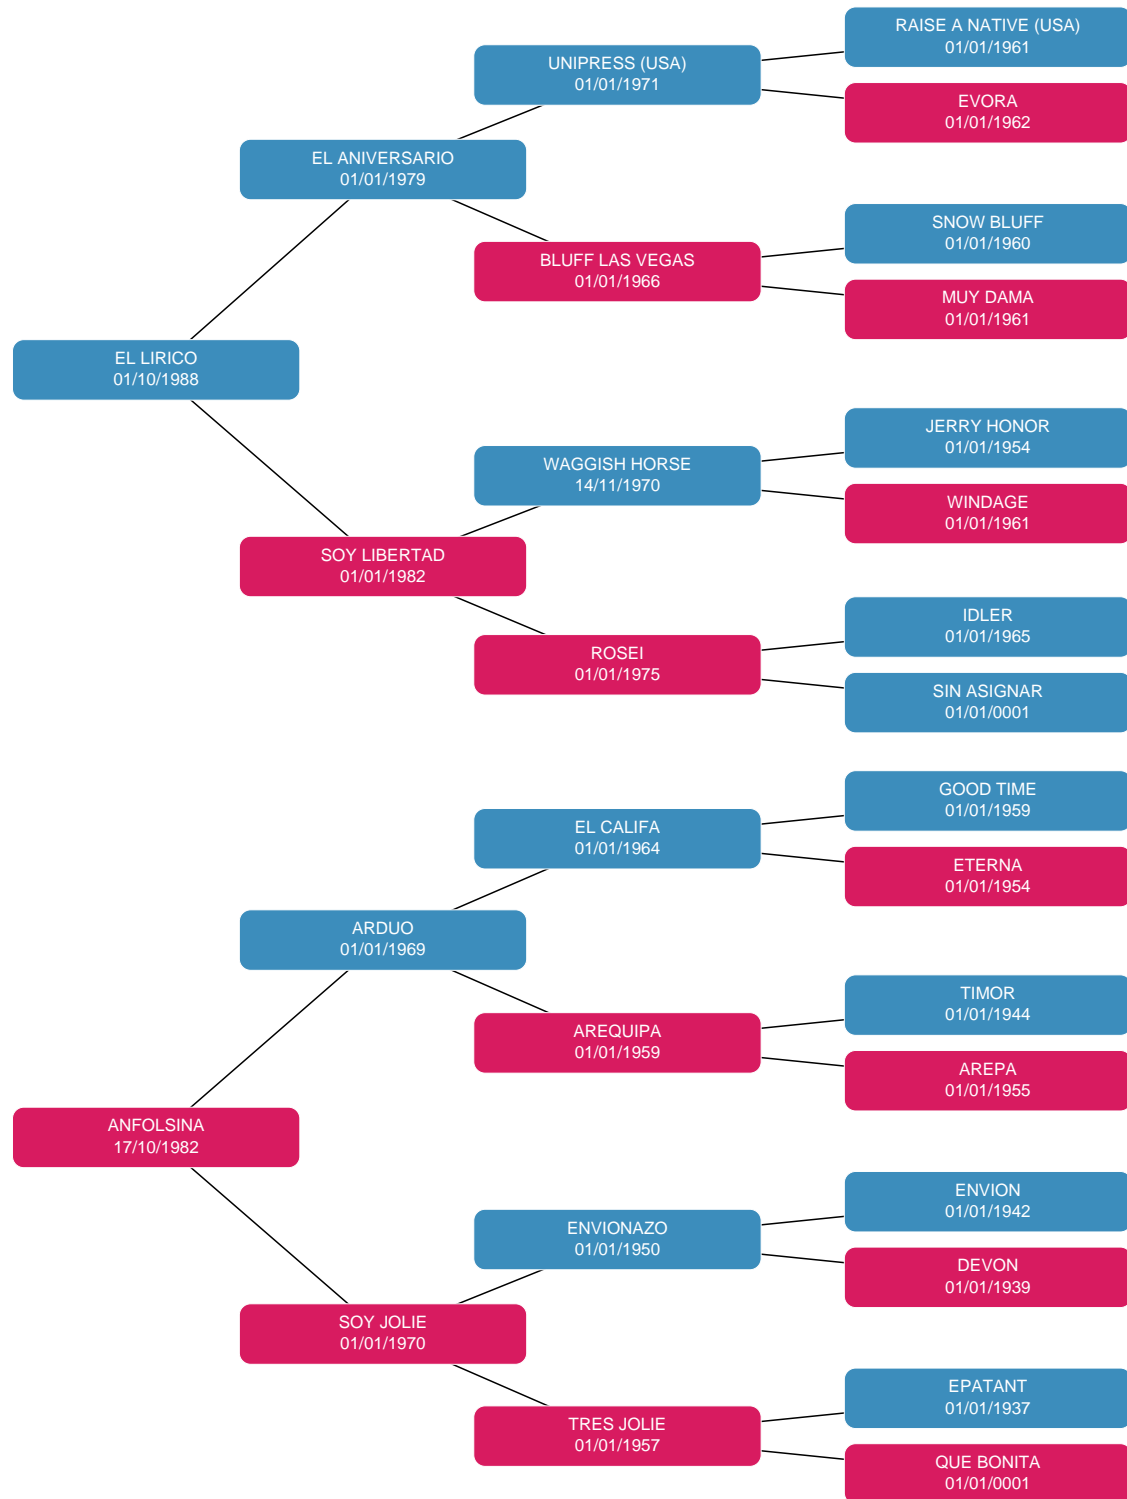 RAISE A NATIVE (USA)
01/01/1961
UNIPRESS (USA)
01/01/1971
EVORA
01/01/1962
EL ANIVERSARIO
01/01/1979
SNOW BLUFF
01/01/1960
BLUFF LAS VEGAS
01/01/1966
MUY DAMA
01/01/1961
EL LIRICO
01/10/1988
JERRY HONOR
01/01/1954
WAGGISH HORSE
14/11/1970
WINDAGE
01/01/1961
SOY LIBERTAD
01/01/1982
IDLER
01/01/1965
ROSEI
01/01/1975
SIN ASIGNAR
01/01/0001
GOOD TIME
01/01/1959
EL CALIFA
01/01/1964
ETERNA
01/01/1954
ARDUO
01/01/1969
TIMOR
01/01/1944
AREQUIPA
01/01/1959
AREPA
01/01/1955
ANFOLSINA
17/10/1982
ENVION
01/01/1942
ENVIONAZO
01/01/1950
DEVON
01/01/1939
SOY JOLIE
01/01/1970
EPATANT
01/01/1937
TRES JOLIE
01/01/1957
QUE BONITA
01/01/0001